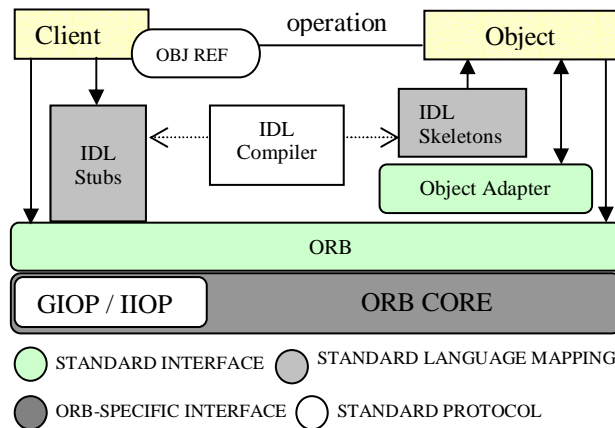 operation
Client
Object
OBJ REF
IDL
Stubs
IDL
Compiler
IDL
Skeletons
Object Adapter
ORB
GIOP / IIOP
ORB CORE
STANDARD INTERFACE
STANDARD LANGUAGE MAPPING
ORB-SPECIFIC INTERFACE
STANDARD PROTOCOL